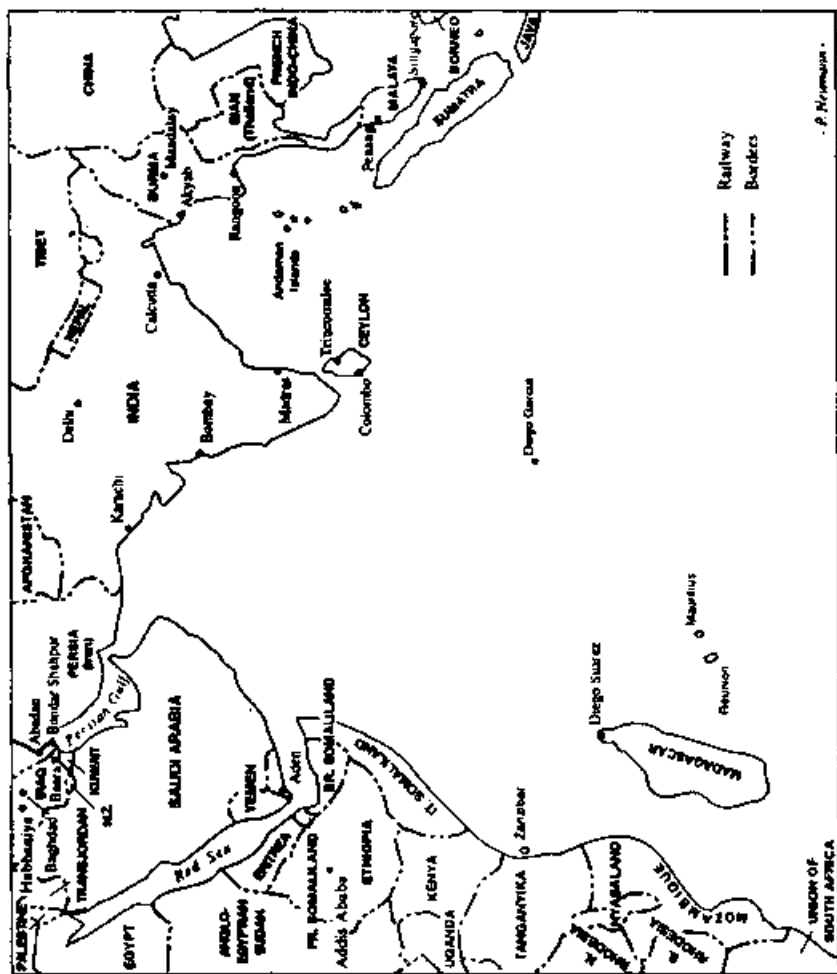 PALESTINE
Habbaniya
Baghdad
IRAQ
Basra
Abadan
Bandar Shahpur
TRANSJORDAN
NZ
KUWAIT
PERSIA
(Iran)
Persian Gulf
AFGHANISTAN
EGYPT
Red Sea
SAUDI ARABIA
YEMEN
Aden
ANGLO-
EGYPTIAN
SUDAN
ERITREA
FR. SOMALILAND
BR. SOMALILAND
Addis Ababa
ETHIOPIA
IT. SOMALILAND
UGANDA
KENYA
TANGANYIKA
Zanzibar
N.
RHODESIA
S.
RHODESIA
NYASALAND
MOZAMBIQUE
UNION OF
SOUTH AFRICA
MADAGASCAR
Diego Suarez
Reunion
Mauritius
Karachi
Delhi
INDIA
Bombay
Madras
Calcutta
NEPAL
TIBET
Trincomalee
CEYLON
Colombo
Diego Garcia
CHINA
BURMA
Mandalay
Akyab
Rangoon
Andaman
Islands
SIAM
(Thailand)
FRENCH
INDO-CHINA
Penang
MALAYA
Singapore
BORNEO
SUMATRA
JAVA
Railway
Borders
- P. Heumann -